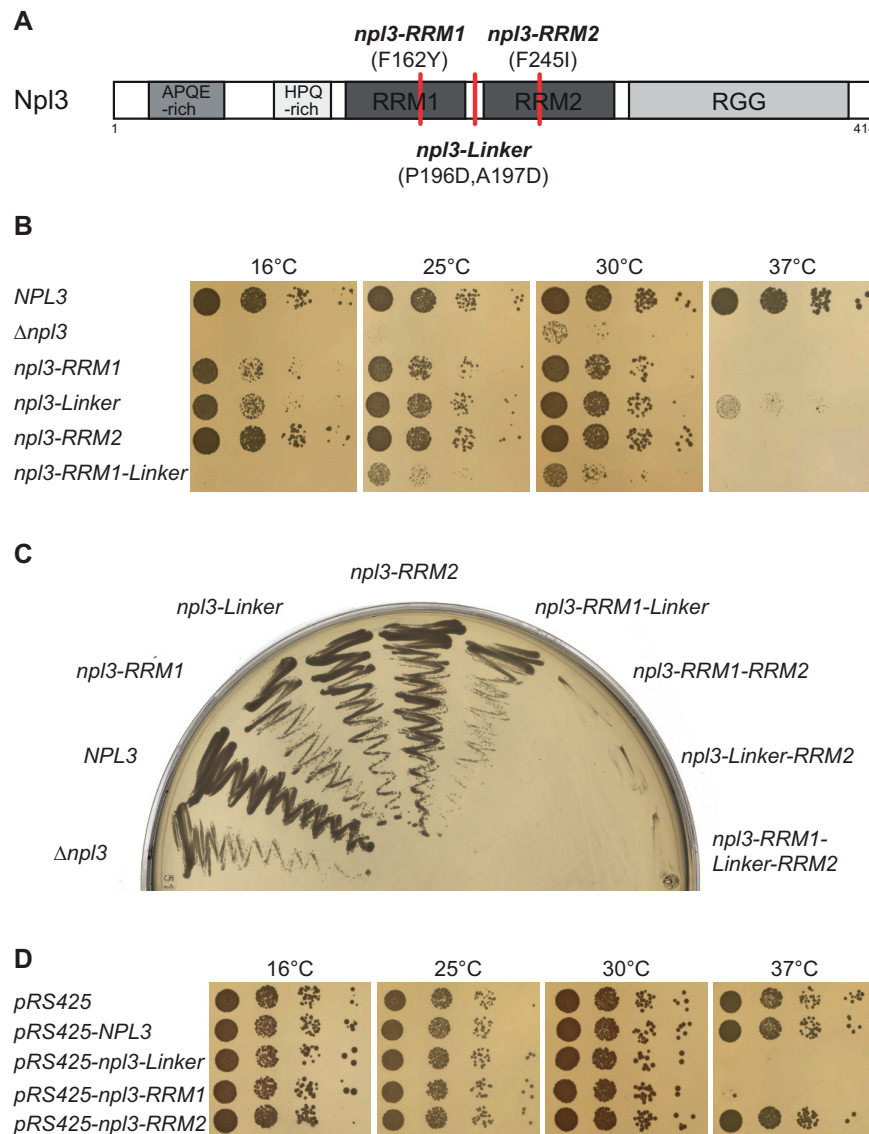 A
npl3-RRM1 npl3-RRM2
(F162Y) (F245I)
Npl3 APQE-rich HPQ-rich RRM1 RRM2 RGG
1 414
npl3-Linker
(P196D,A197D)
B
16°C 25°C 30°C 37°C
NPL3
Δnpl3
npl3-RRM1
npl3-Linker
npl3-RRM2
npl3-RRM1-Linker
C
npl3-RRM2
npl3-Linker npl3-RRM1-Linker
npl3-RRM1 npl3-RRM1-RRM2
NPL3 npl3-Linker-RRM2
Δnpl3 npl3-RRM1-
Linker-RRM2
D
16°C 25°C 30°C 37°C
pRS425
pRS425-NPL3
pRS425-npl3-Linker
pRS425-npl3-RRM1
pRS425-npl3-RRM2